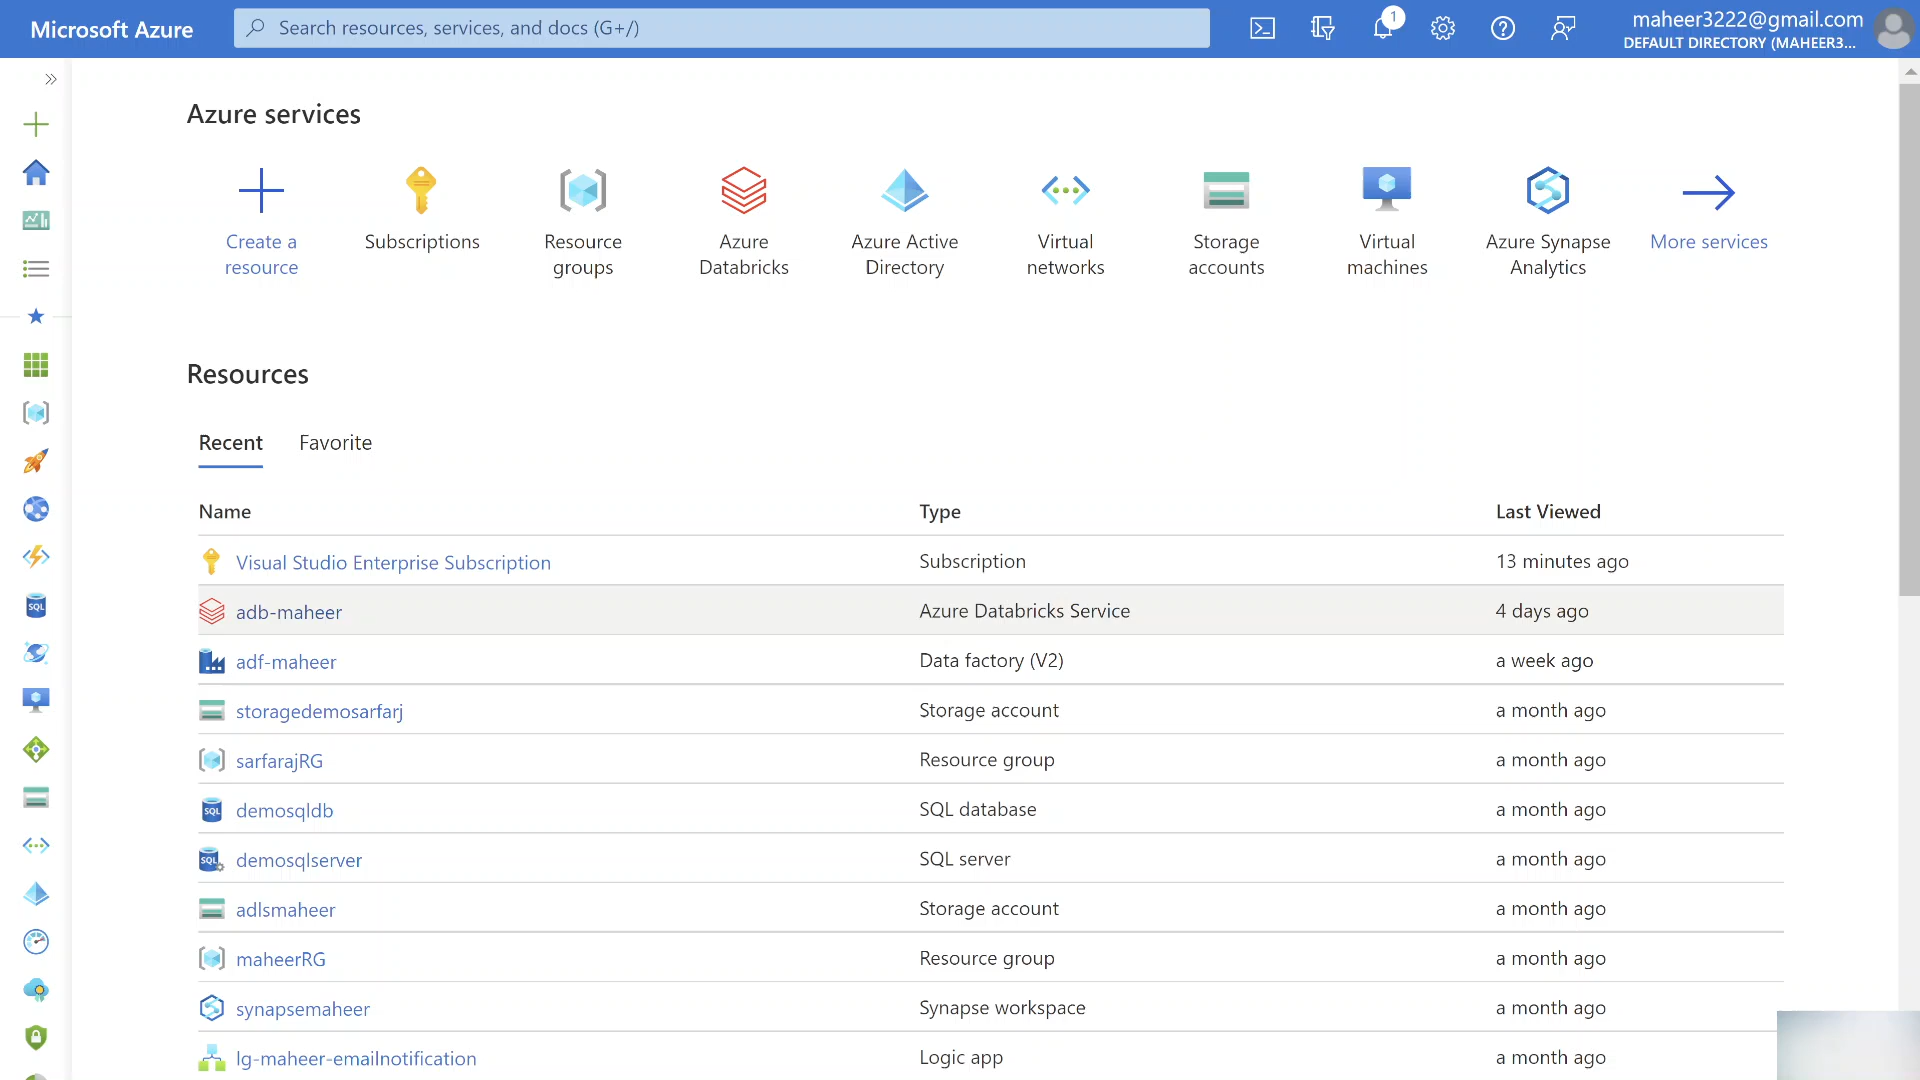 Microsoft Azure
Search resources, services, and docs (G+/)
1
maheer3222@gmail.com
DEFAULT DIRECTORY (MAHEER3...
Azure services
Create a resource
Subscriptions
Resource groups
Azure Databricks
Azure Active Directory
Virtual networks
Storage accounts
Virtual machines
Azure Synapse Analytics
More services
Resources
Recent Favorite
Name Type Last Viewed
Visual Studio Enterprise Subscription Subscription 13 minutes ago
adb-maheer Azure Databricks Service 4 days ago
adf-maheer Data factory (V2) a week ago
storagedemosarfarj Storage account a month ago
sarfarajRG Resource group a month ago
SQL demosqldb SQL database a month ago
SQL demosqlserver SQL server a month ago
adlsmaheer Storage account a month ago
maheerRG Resource group a month ago
synapsemaheer Synapse workspace a month ago
lg-maheer-emailnotification Logic app a month ago
SQL